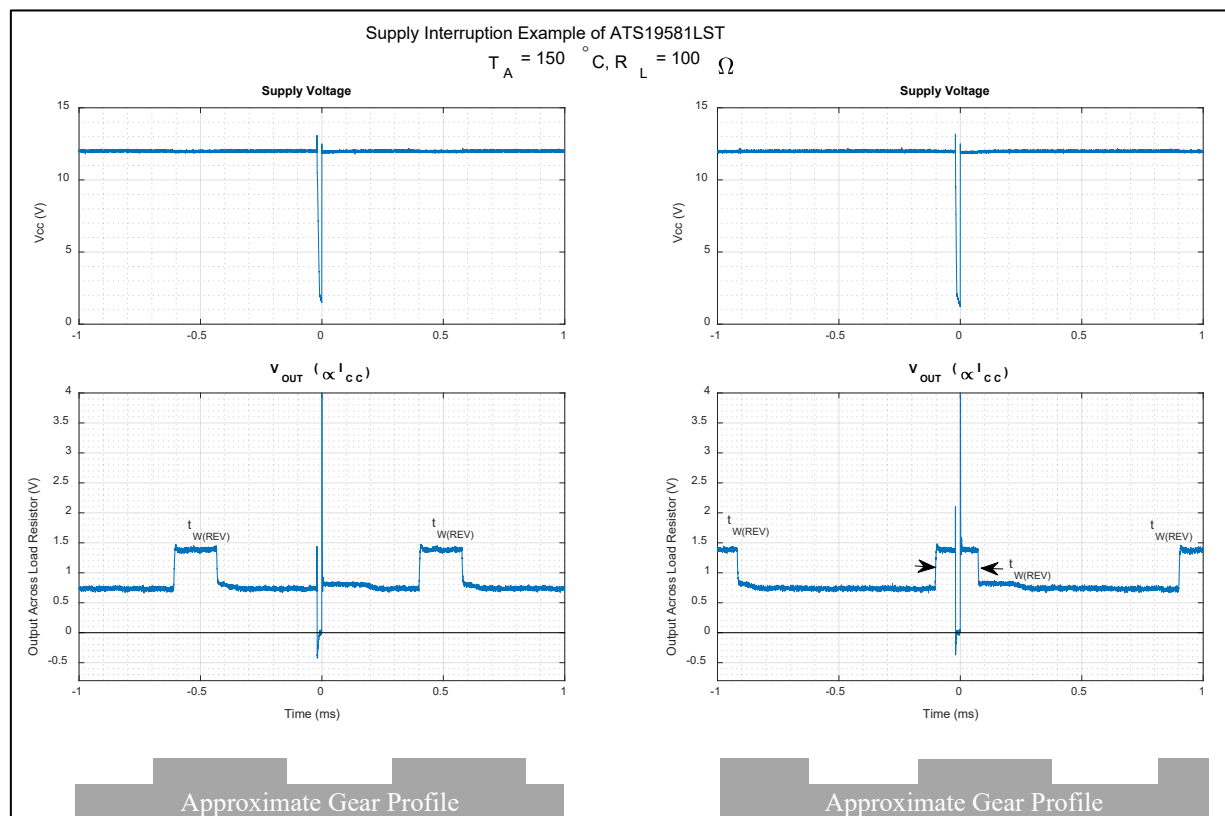 Supply Interruption Example of ATS19581LST
T A = 150 ° C, R L = 100 Ω
Supply Voltage
15
10
5
0
Vcc (V)
-1
-0.5
0
0.5
1
Supply Voltage
15
10
5
0
Vcc (V)
-1
-0.5
0
0.5
1
V OUT ( ∝ I CC )
4
3.5
3
2.5
2
1.5
1
0.5
0
-0.5
Output Across Load Resistor (V)
t W(REV)
t W(REV)
-1
-0.5
0
0.5
1
Time (ms)
V OUT ( ∝ I CC )
4
3.5
3
2.5
2
1.5
1
0.5
0
-0.5
Output Across Load Resistor (V)
t W(REV)
t W(REV)
t W(REV)
-1
-0.5
0
0.5
1
Time (ms)
Approximate Gear Profile
Approximate Gear Profile